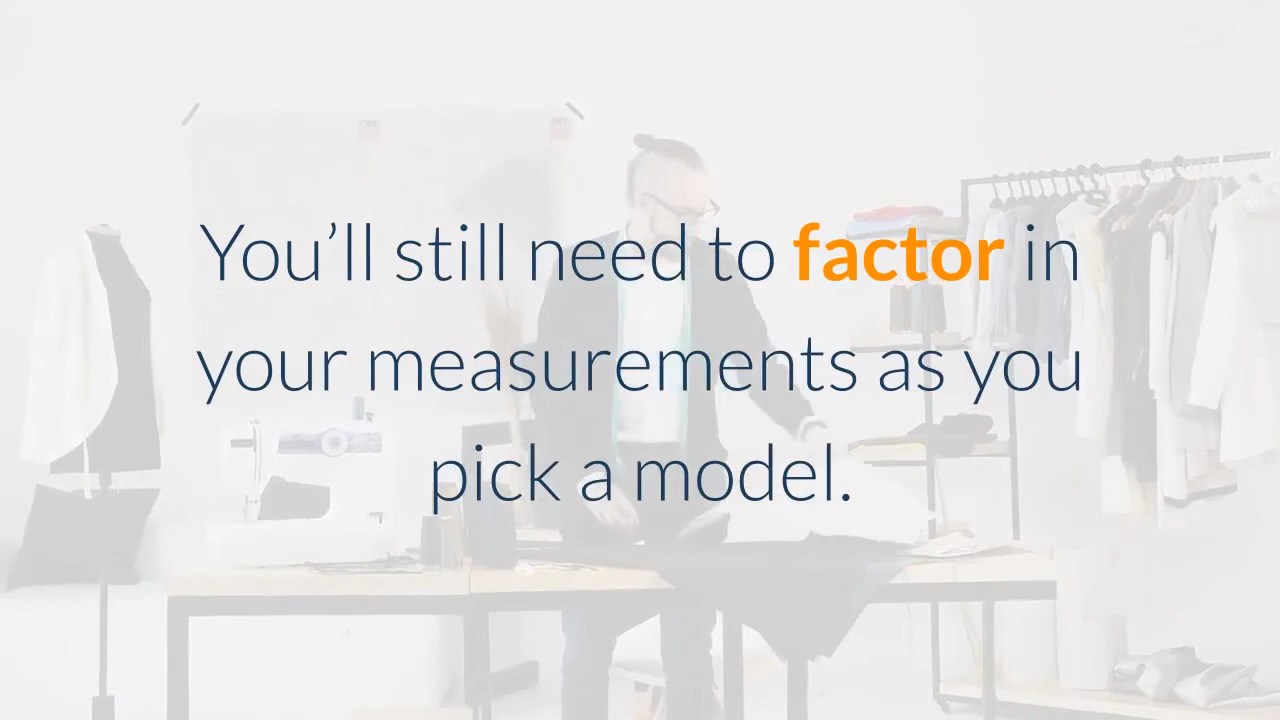 You’ll still need to factor in
your measurements as you
pick a model.